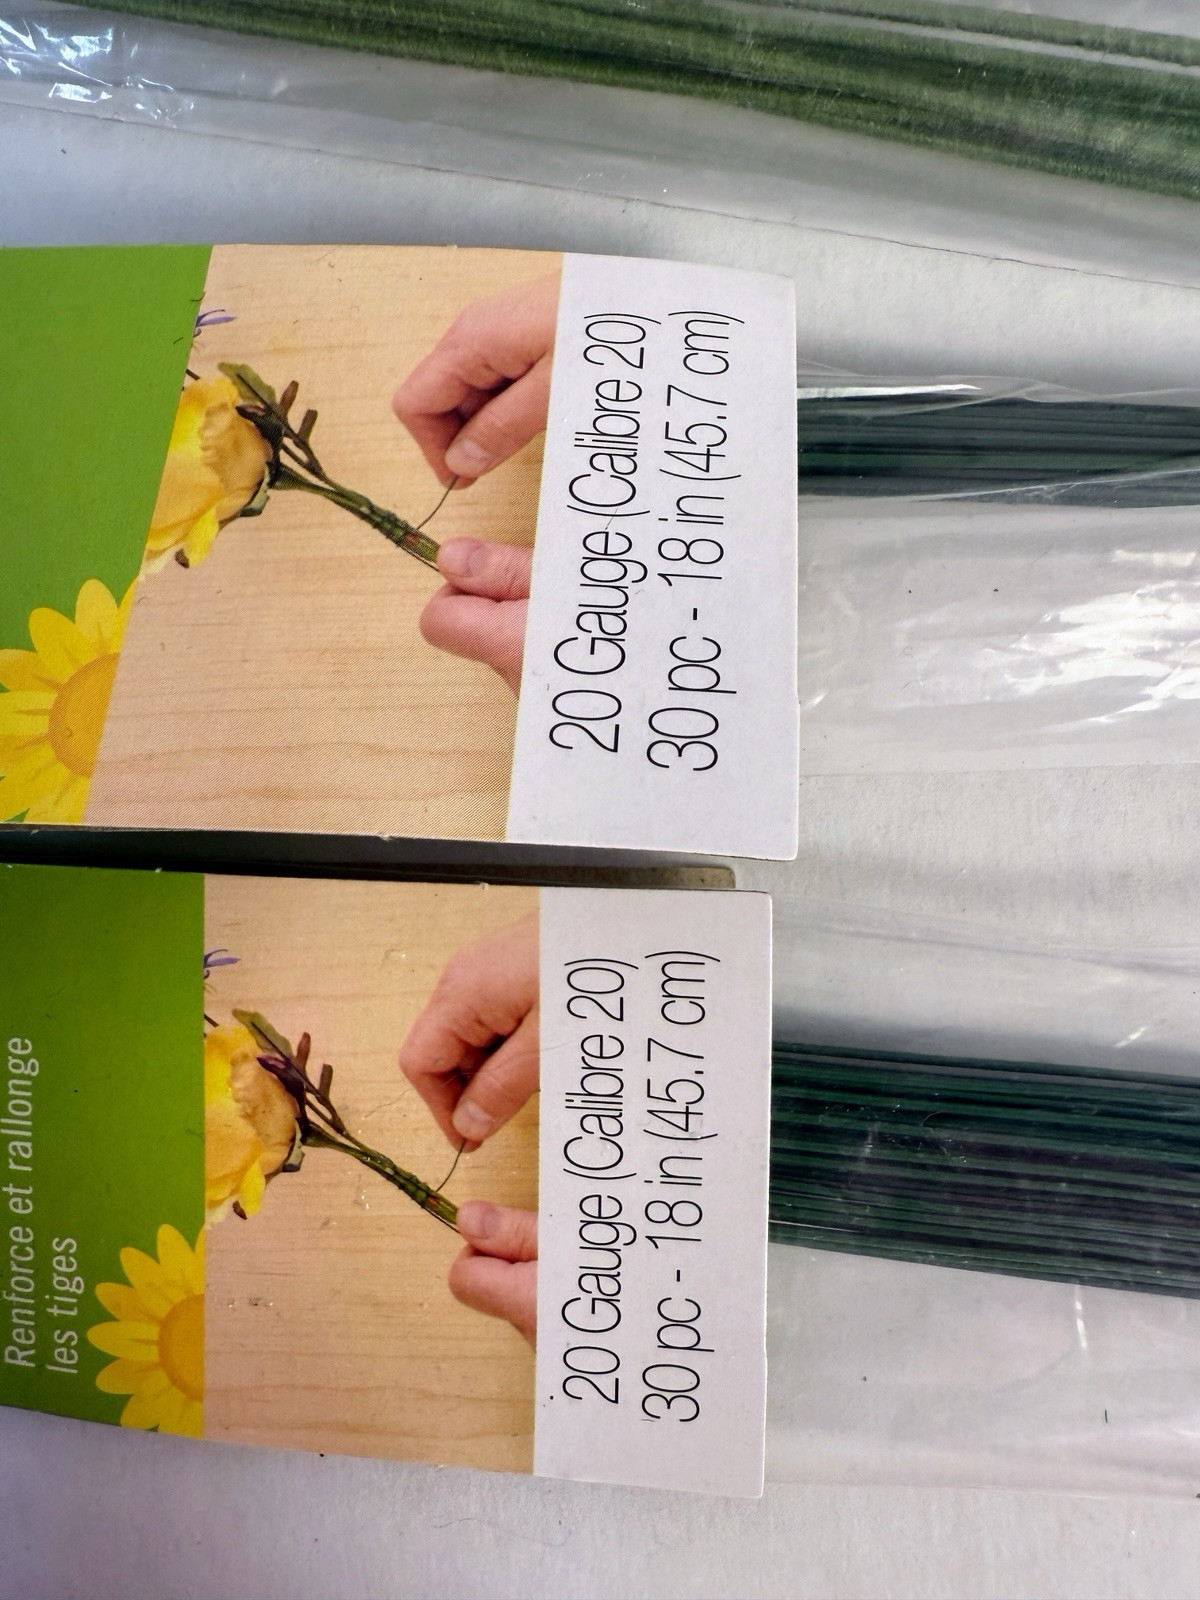 20 Gauge (Calibre 20)
30 pc - 18 in (45.7 cm)
Renforce et rallonge
les tiges
20 Gauge (Calibre 20)
30 pc - 18 in (45.7 cm)